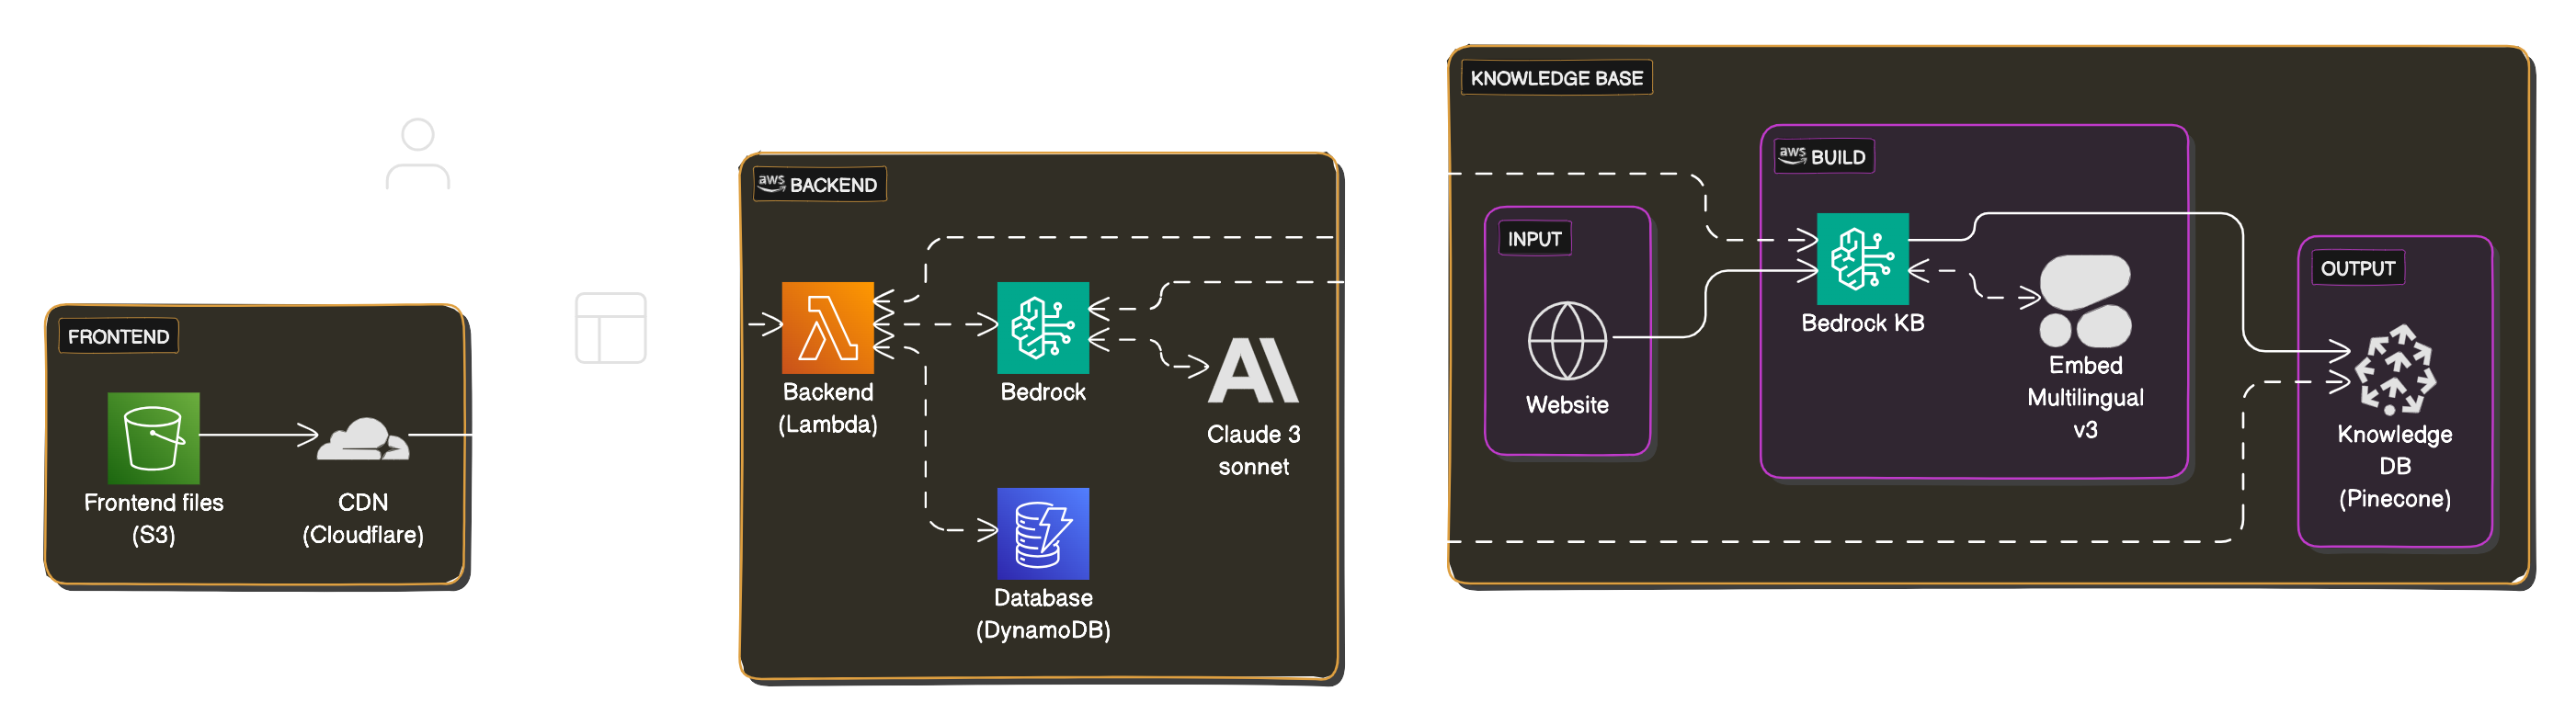 FRONTEND
Frontend files
(S3)
CDN
(Cloudflare)
aws BACKEND
Backend
(Lambda)
Bedrock
Claude 3
sonnet
Database
(DynamoDB)
KNOWLEDGE BASE
INPUT
Website
aws BUILD
Bedrock KB
Embed
Multilingual
v3
OUTPUT
Knowledge
DB
(Pinecone)